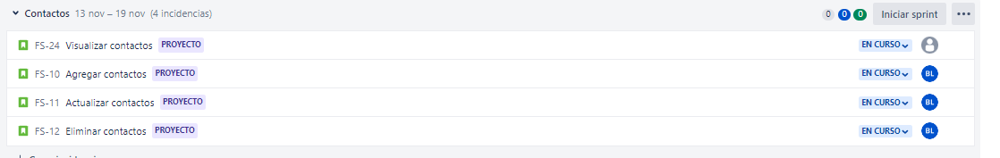 Contactos 13 nov – 19 nov (4 incidencias) 0 0 0 Iniciar sprint
FS-24 Visualizar contactos PROYECTO EN CURSO
FS-10 Agregar contactos PROYECTO EN CURSO BL
FS-11 Actualizar contactos PROYECTO EN CURSO BL
FS-12 Eliminar contactos PROYECTO EN CURSO BL